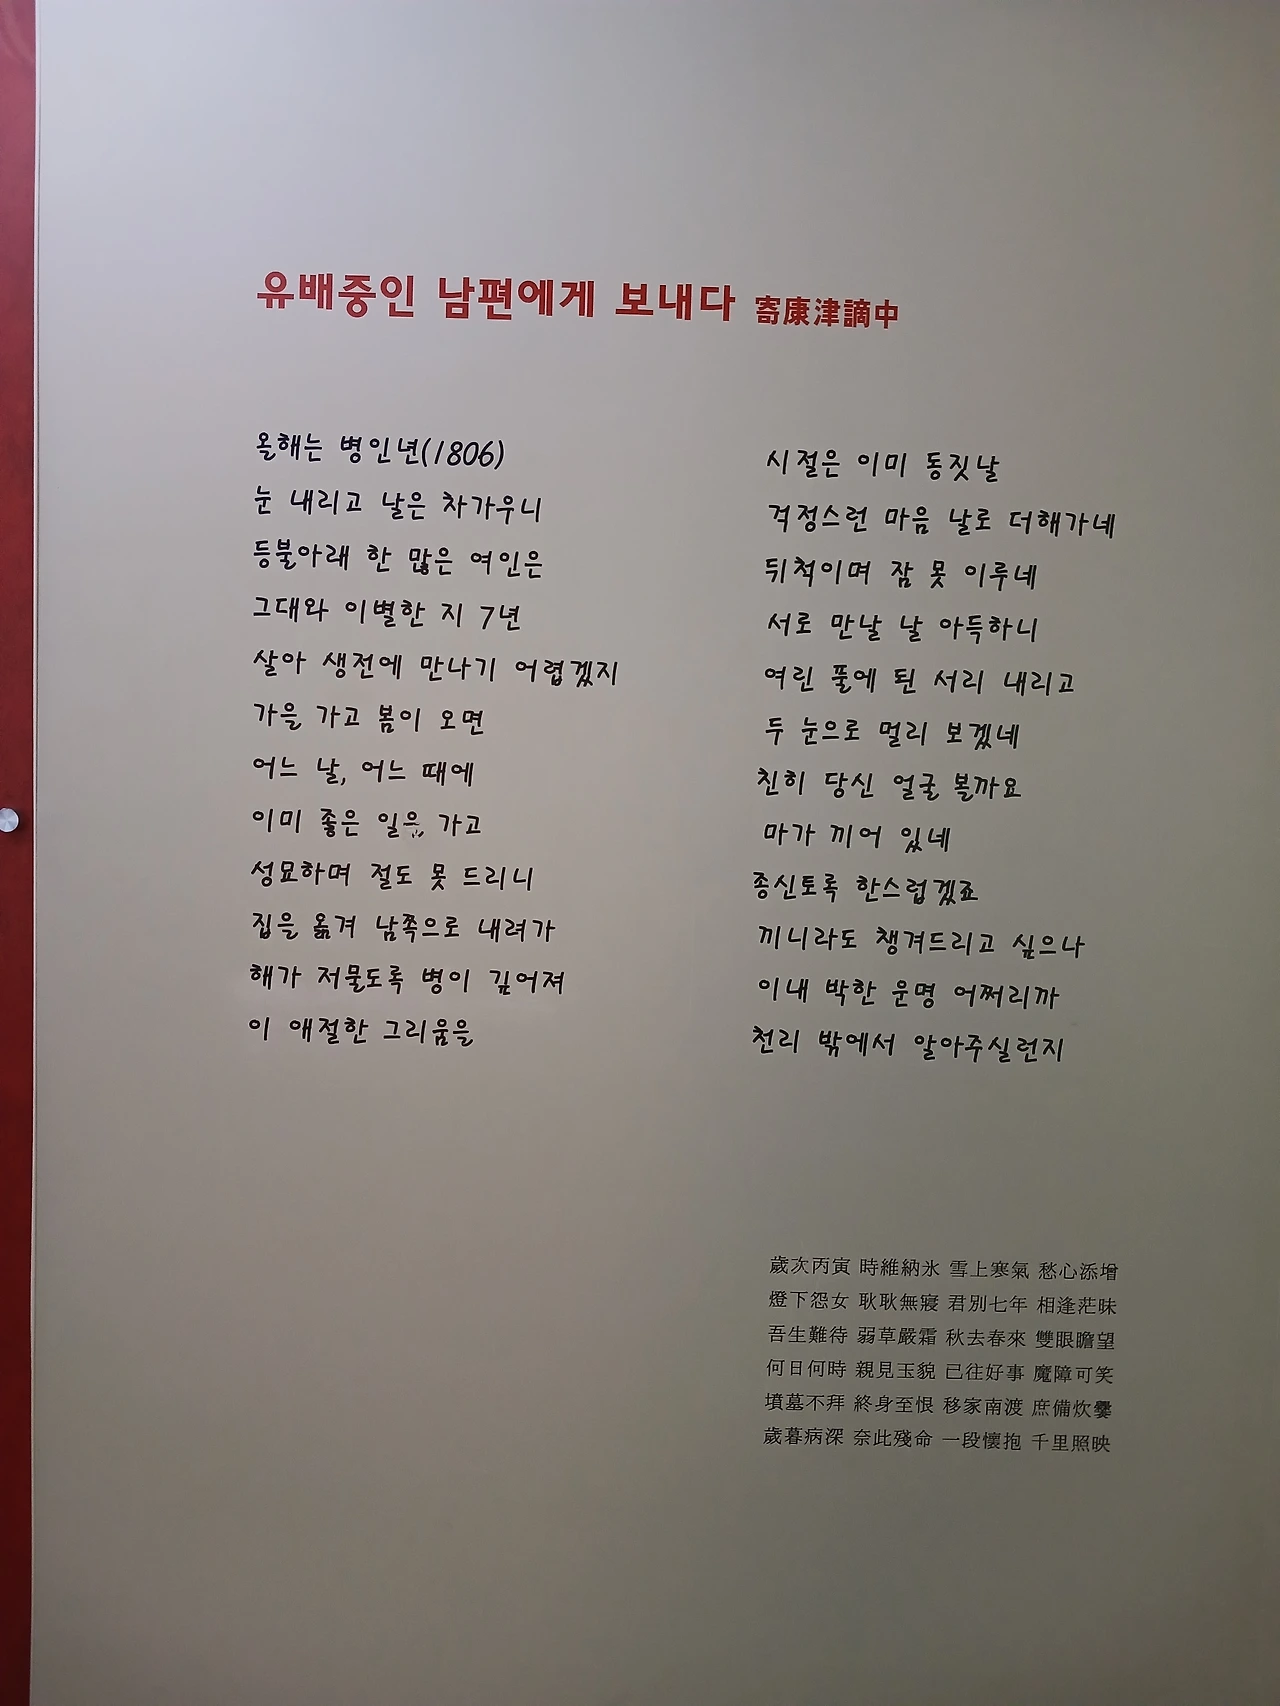 유배중인 남편에게 보내다 寄康津謫中
올해는 병인년(1806) 시절은 이미 동짓날
눈 내리고 날은 차가우니 걱정스런 마음 날로 더해가네
등불아래 한 많은 여인은 뒤척이며 잠 못 이루네
그대와 이별한 지 7년 서로 만날 날 아득하니
살아 생전에 만나기 어렵겠지 여린 풀에 된 서리 내리고
가을 가고 봄이 오면 두 눈으로 멀리 보겠네
어느 날, 어느 때에 친히 당신 얼굴 볼까요
이미 좋은 일은 가고 마가 끼어 있네
성묘하며 절도 못 드리니 종신토록 한스럽겠죠
집을 옮겨 남쪽으로 내려가 끼니라도 챙겨드리고 싶으나
해가 저물도록 병이 깊어져 이내 박한 운명 어쩌리까
이 애절한 그리움을 천리 밖에서 알아주실런지
歲次丙寅 時維納氷 雪上寒氣 愁心添增
燈下怨女 耿耿無寢 君別七年 相逢茫昧
吾生難待 弱草嚴霜 秋去春來 雙眼瞻望
何日何時 親見玉貌 已往好事 魔障可笑
墳墓不拜 終身至恨 移家南渡 庶備炊爨
歲暮病深 奈此殘命 一段懷抱 千里照映